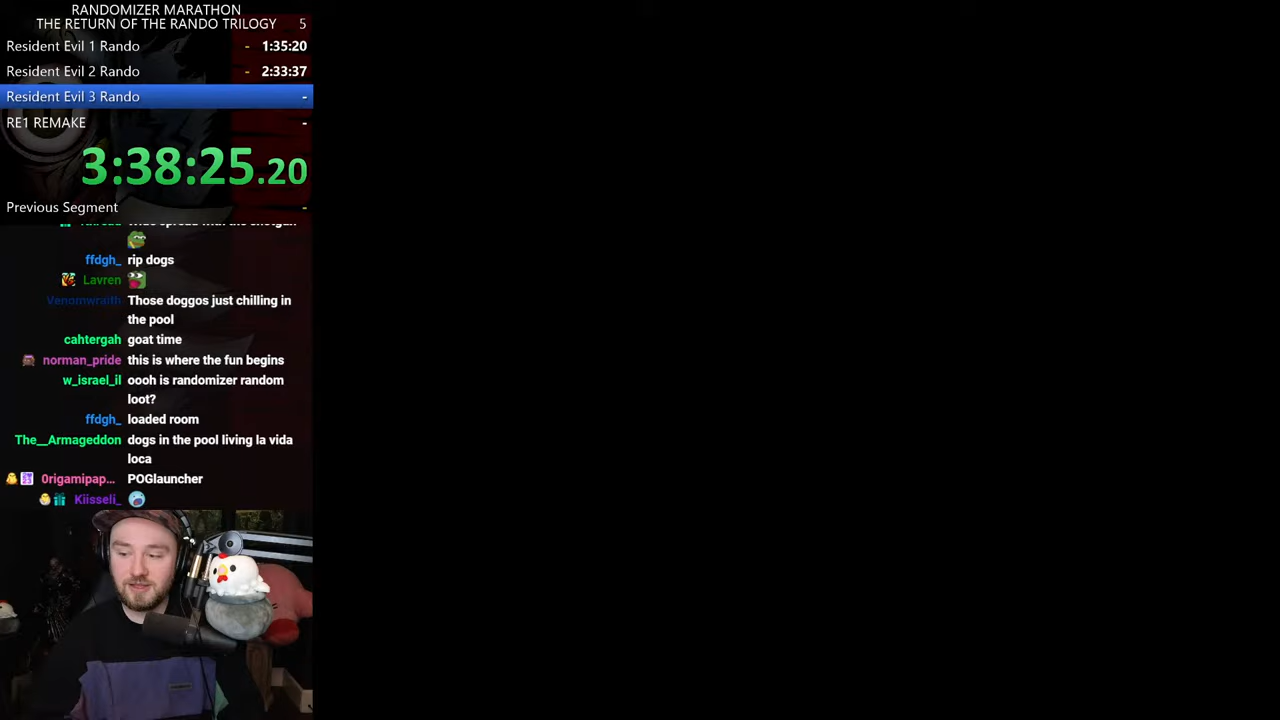 RANDOMIZER MARATHON
THE RETURN OF THE RANDO TRILOGY 5
Resident Evil 1 Rando - 1:35:20
Resident Evil 2 Rando - 2:33:37
Resident Evil 3 Rando -
RE1 REMAKE -
3:38:25.20
Previous Segment -
ffdgh_ rip dogs
Lavren
Venomwraith Those doggos just chilling in
the pool
cahtergah goat time
norman_pride this is where the fun begins
w_israel_il oooh is randomizer random
loot?
ffdgh_ loaded room
The__Armageddon dogs in the pool living la vida
loca
0rigamipap... POGlauncher
Kiisseli_